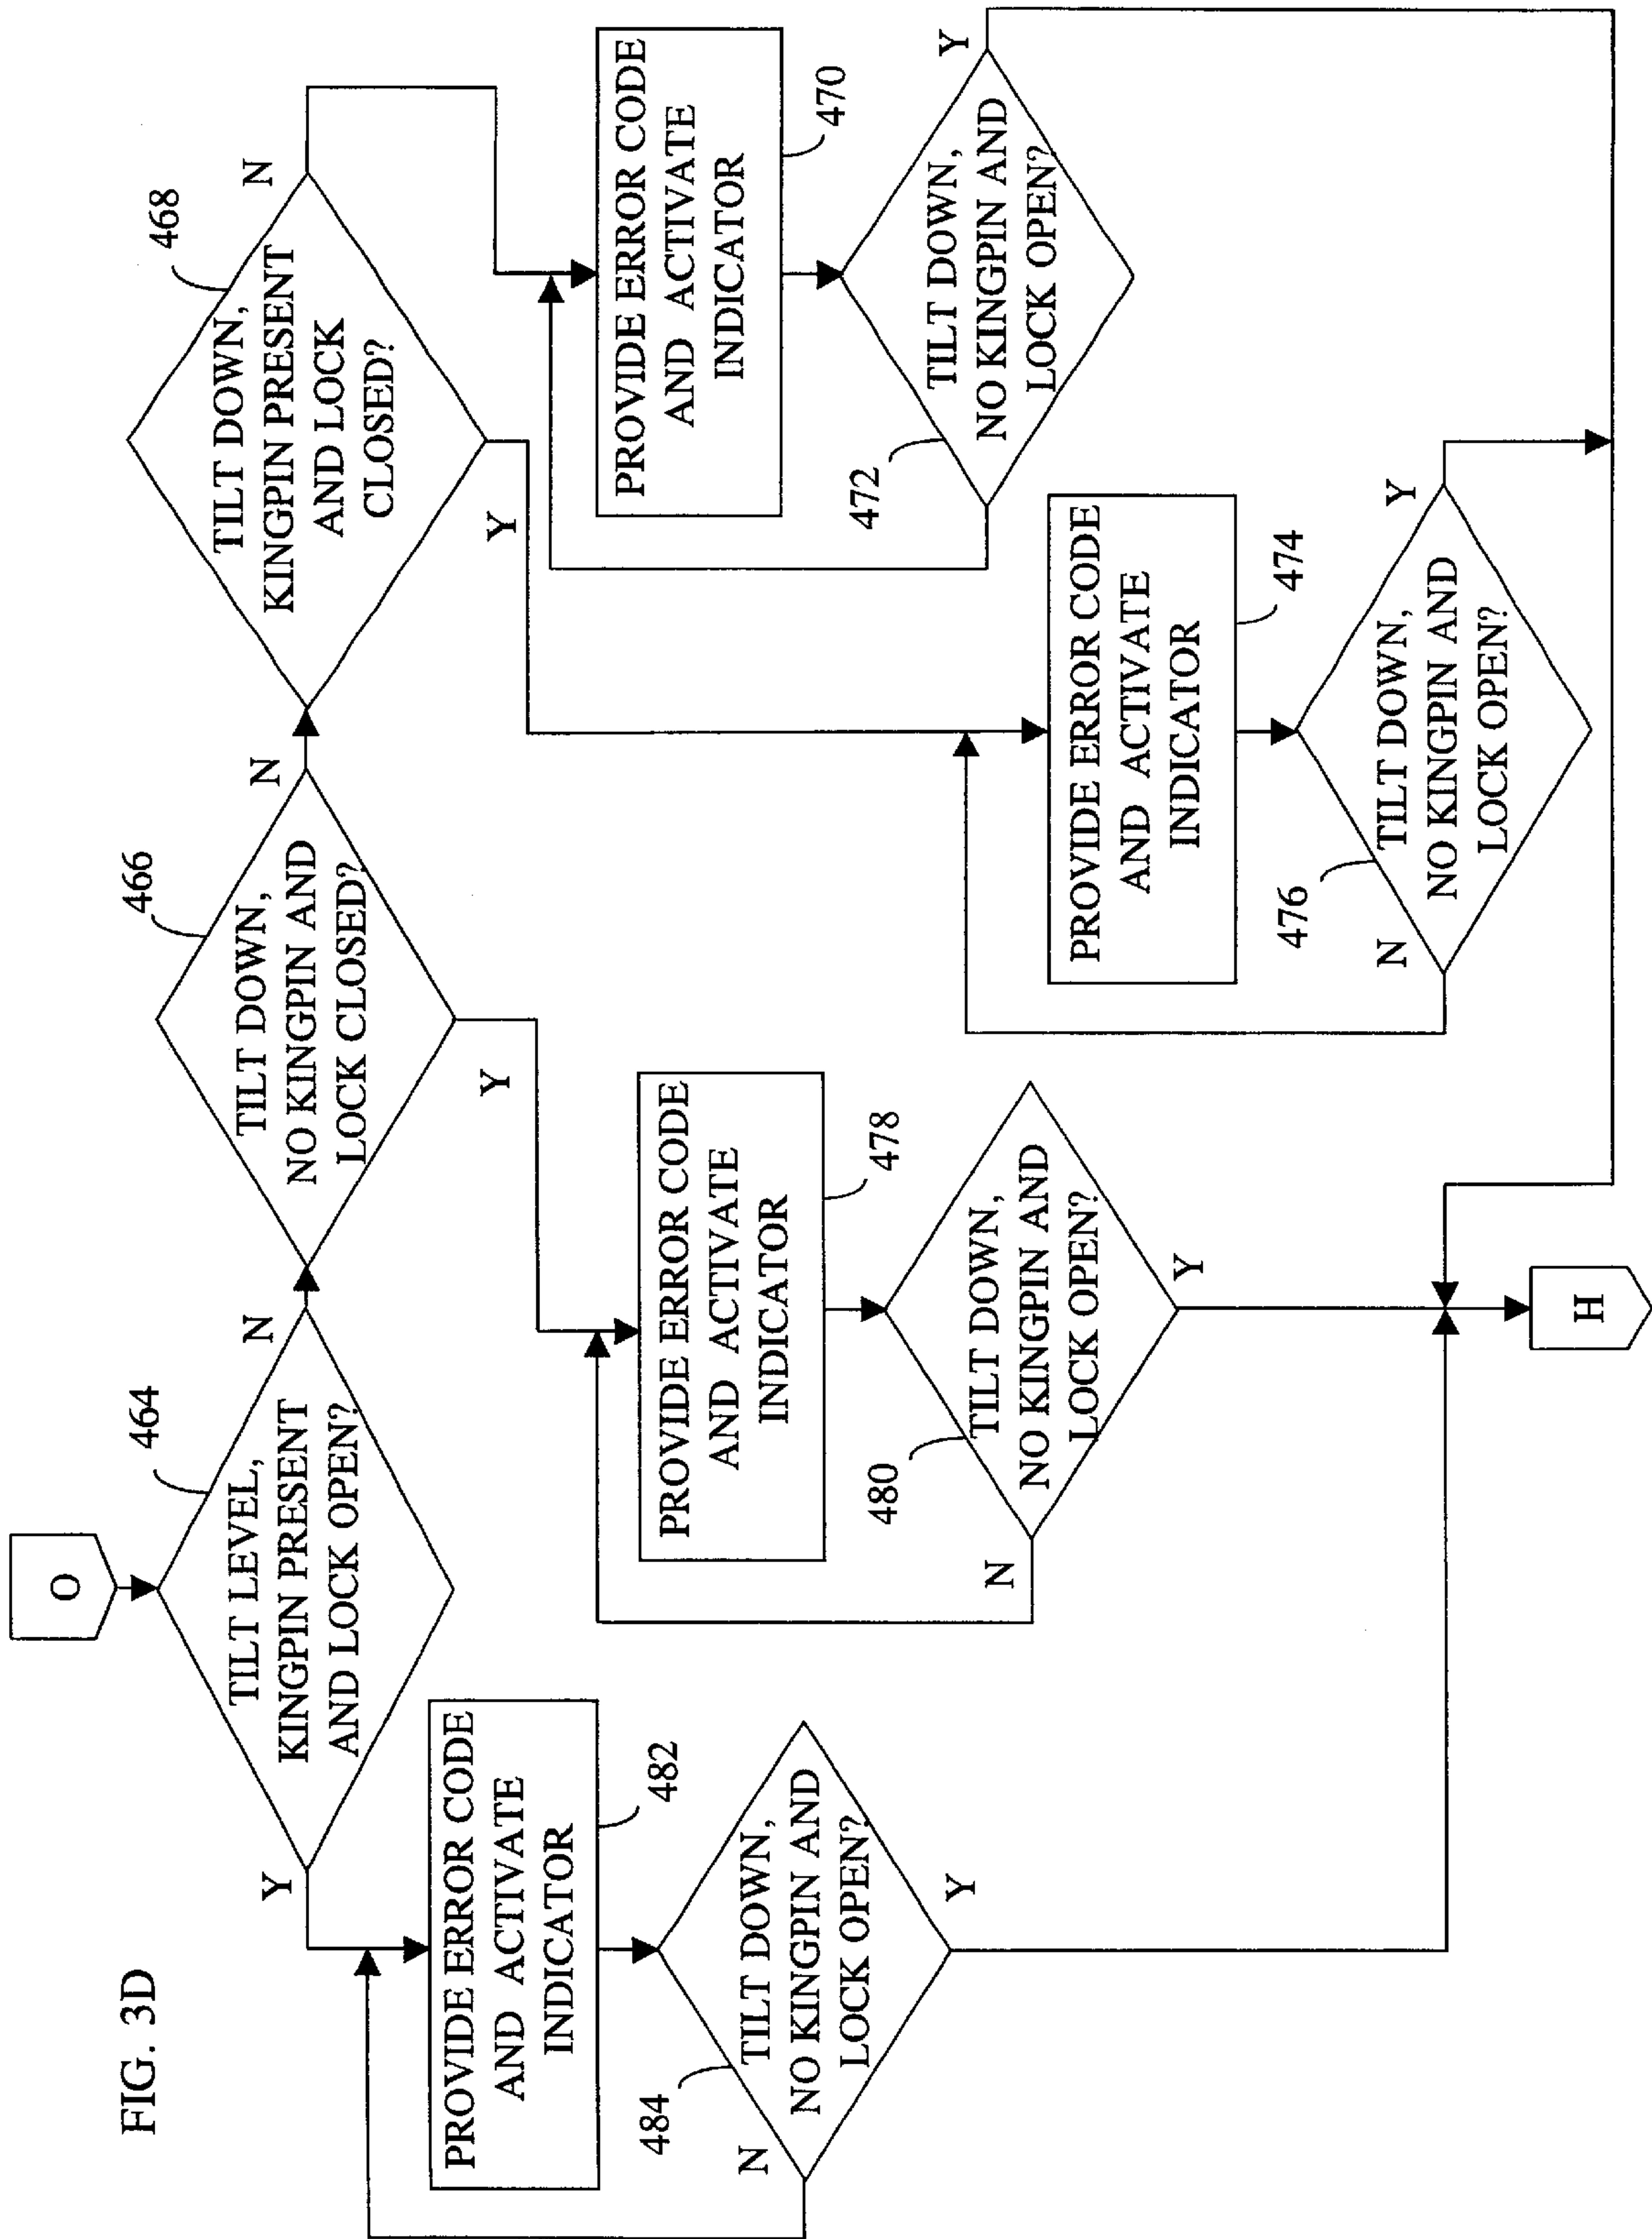 FIG. 3D
O
464
TILT LEVEL,
KINGPIN PRESENT
AND LOCK OPEN?
Y
N
466
TILT DOWN,
NO KINGPIN AND
LOCK CLOSED?
Y
N
468
TILT DOWN,
KINGPIN PRESENT
AND LOCK
CLOSED?
Y
N
PROVIDE ERROR CODE
AND ACTIVATE
INDICATOR
482
484
TILT DOWN,
NO KINGPIN AND
LOCK OPEN?
N
Y
PROVIDE ERROR CODE
AND ACTIVATE
INDICATOR
478
480
TILT DOWN,
NO KINGPIN AND
LOCK OPEN?
N
Y
PROVIDE ERROR CODE
AND ACTIVATE
INDICATOR
474
476
TILT DOWN,
NO KINGPIN AND
LOCK OPEN?
N
Y
PROVIDE ERROR CODE
AND ACTIVATE
INDICATOR
470
472
TILT DOWN,
NO KINGPIN AND
LOCK OPEN?
Y
H